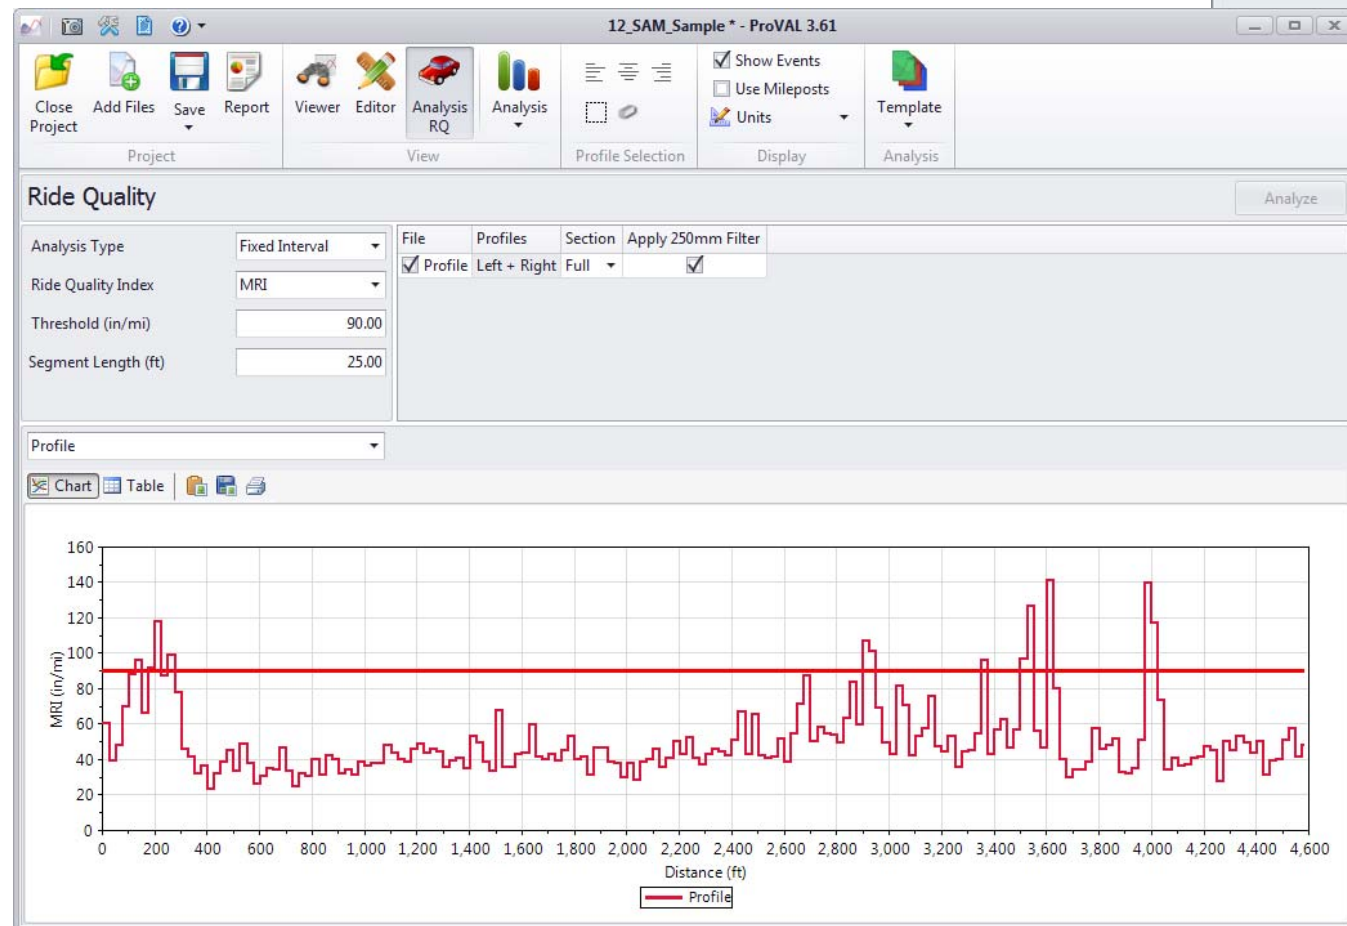 12_SAM_Sample * - ProVAL 3.61
Close Project
Add Files
Save
Report
Viewer
Editor
Analysis RQ
Analysis
Show Events
Use Mileposts
Units
Template
Project
View
Profile Selection
Display
Analysis
Ride Quality
Analyze
Analysis Type
Fixed Interval
Ride Quality Index
MRI
Threshold (in/mi)
90.00
Segment Length (ft)
25.00
File Profiles Section Apply 250mm Filter
Profile Left + Right Full
Profile
Chart Table
160
140
120
100
80
60
40
20
0
MRI (in/mi)
0 200 400 600 800 1,000 1,200 1,400 1,600 1,800 2,000 2,200 2,400 2,600 2,800 3,000 3,200 3,400 3,600 3,800 4,000 4,200 4,400 4,600
Distance (ft)
Profile